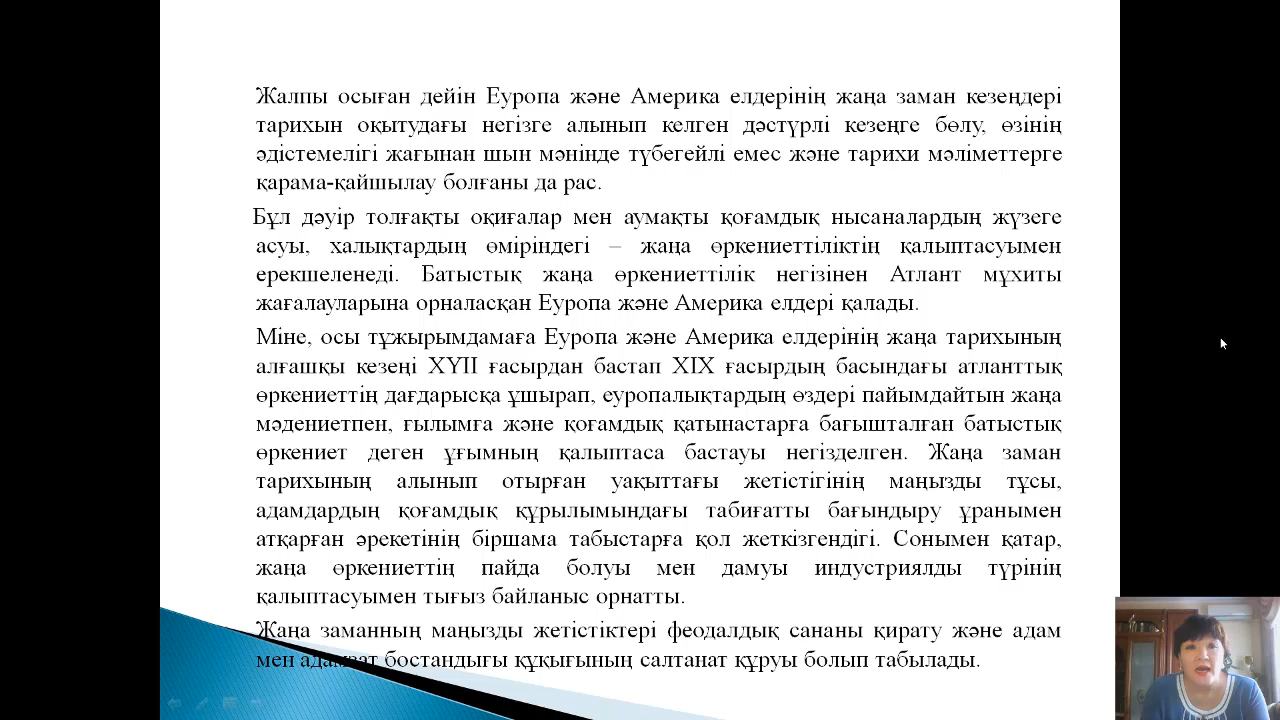 Жалпы осыған дейін Еуропа және Америка елдерінің жаңа заман кезеңдері
тарихын оқытудағы негізге алынып келген дәстүрлі кезеңге бөлу, өзінің
әдістемелігі жағынан шын мәнінде түбегейлі емес және тарихи мәліметтерге
қарама-қайшылау болғаны да рас.
Бұл дәуір толғақты оқиғалар мен аумақты қоғамдық нысаналардың жүзеге
асуы, халықтардың өміріндегі – жаңа өркениеттіліктің қалыптасуымен
ерекшеленеді. Батыстық жаңа өркениеттілік негізінен Атлант мұхиты
жағалауларына орналасқан Еуропа және Америка елдері қалады.
Міне, осы тұжырымдамаға Еуропа және Америка елдерінің жаңа тарихының
алғашқы кезеңі ХҮІІ ғасырдан бастап ХІХ ғасырдың басындағы атланттық
өркениеттің дағдарысқа ұшырап, еуропалықтардың өздері пайымдайтын жаңа
мәдениетпен, ғылымға және қоғамдық қатынастарға бағышталған батыстық
өркениет деген ұғымның қалыптаса бастауы негізделген. Жаңа заман
тарихының алынып отырған уақыттағы жетістігінің маңызды тұсы,
адамдардың қоғамдық құрылымындағы табиғатты бағындыру ұранымен
атқарған әрекетінің біршама табыстарға қол жеткізгендігі. Сонымен қатар,
жаңа өркениеттің пайда болуы мен дамуы индустриялды түрінің
қалыптасуымен тығыз байланыс орнатты.
Жаңа заманның маңызды жетістіктері феодалдық сананы қирату және адам
мен адамзат бостандығы құқығының салтанат құруы болып табылады.